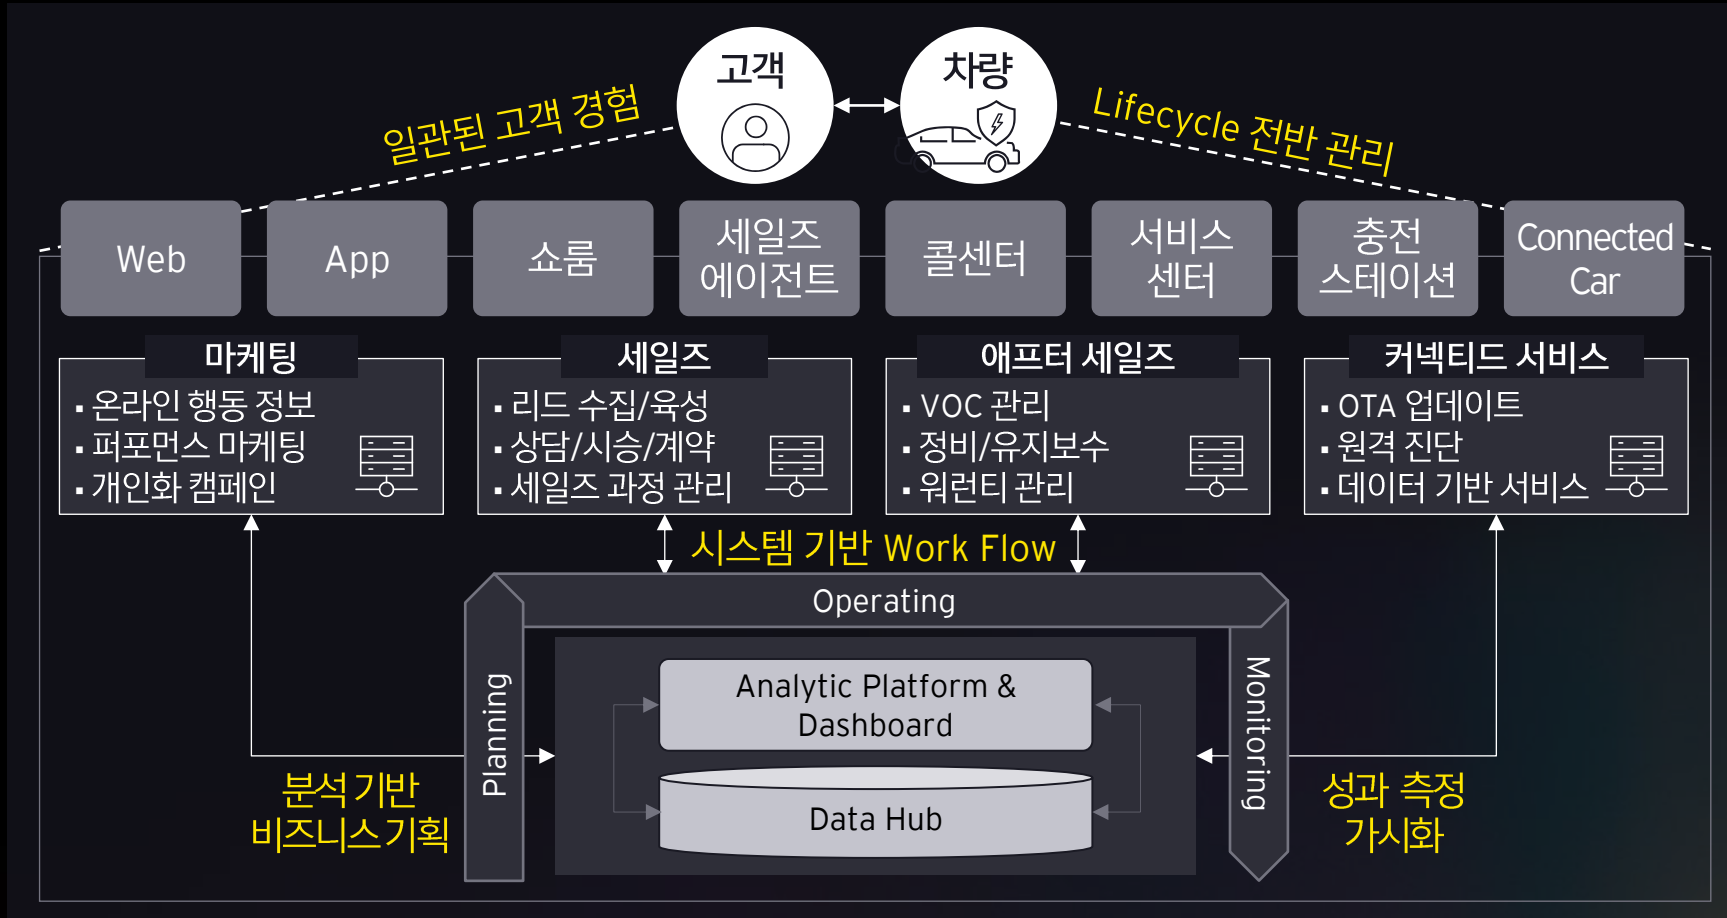 고객
차량
일관된 고객 경험
Lifecycle 전반 관리
Web
App
쇼룸
세일즈
에이전트
콜센터
서비스
센터
충전
스테이션
Connected
Car
마케팅
▪ 온라인 행동 정보
▪ 퍼포먼스 마케팅
▪ 개인화 캠페인
세일즈
▪ 리드 수집/육성
▪ 상담/시승/계약
▪ 세일즈 과정 관리
애프터 세일즈
▪ VOC 관리
▪ 정비/유지보수
▪ 워런티 관리
커넥티드 서비스
▪ OTA 업데이트
▪ 원격 진단
▪ 데이터 기반 서비스
시스템 기반 Work Flow
Operating
Planning
Analytic Platform &
Dashboard
Data Hub
Monitoring
분석 기반
비즈니스 기획
성과 측정
가시화